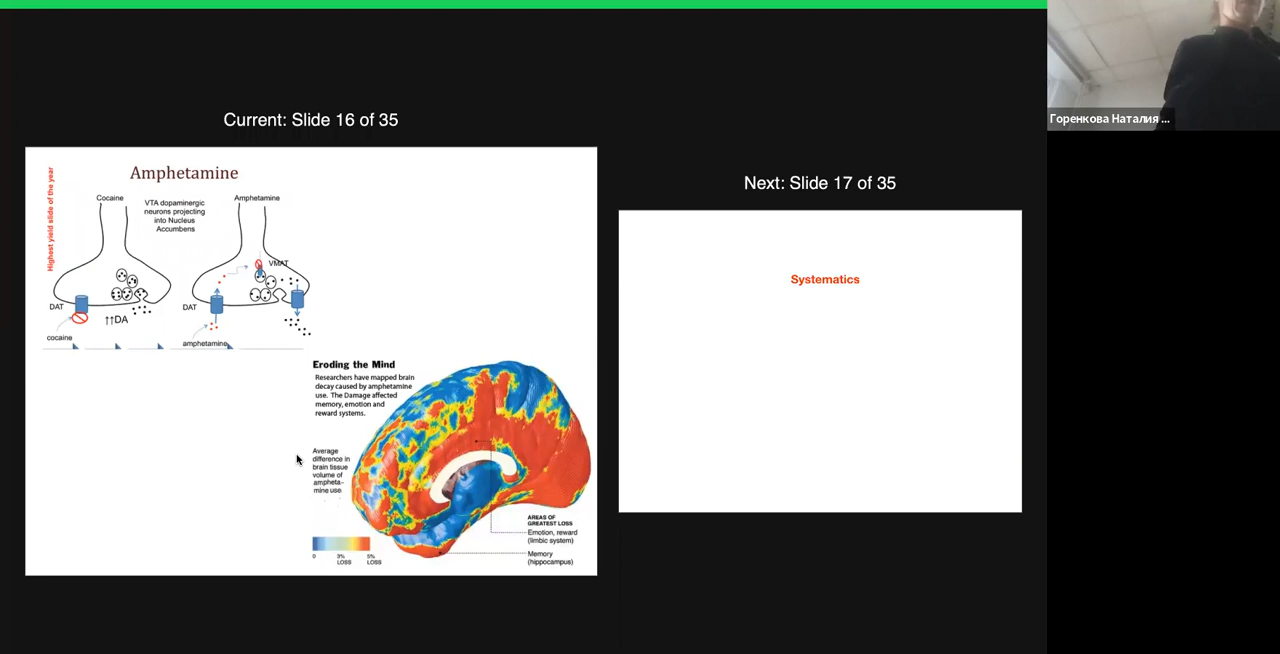 Current: Slide 16 of 35
Highest yield slide of the year
Amphetamine
Cocaine
VTA dopaminergic
neurons projecting
into Nucleus
Accumbens
Amphetamine
VMAT
DAT
↑↑DA
cocaine
DAT
amphetamine
Eroding the Mind
Researchers have mapped brain
decay caused by amphetamine
use. The Damage affected
memory, emotion and
reward systems.
Average
difference in
brain tissue
volume of
ampheta-
mine use
0
3%
LOSS
5%
LOSS
AREAS OF
GREATEST LOSS
Emotion, reward
(limbic system)
Memory
(hippocampus)
Next: Slide 17 of 35
Systematics
Горенкова Наталия ...